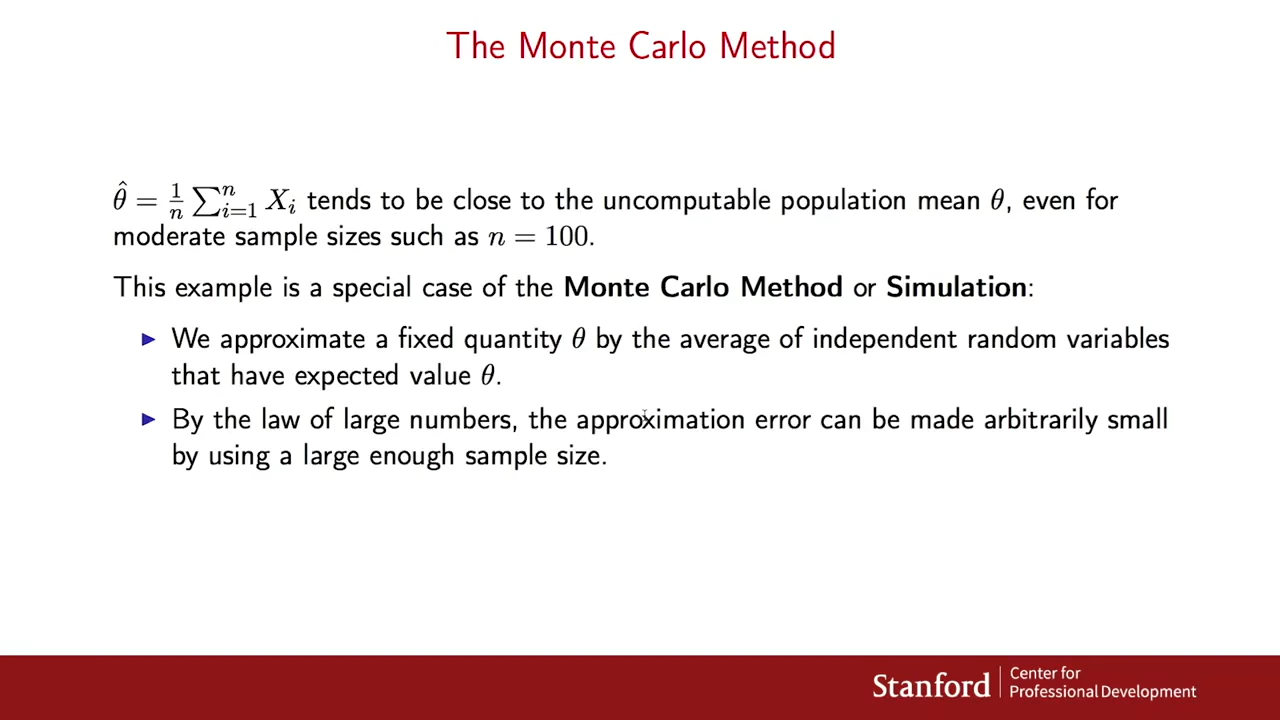 The Monte Carlo Method
θ̂ = 1/n ∑ⁿᵢ₌₁ Xᵢ tends to be close to the uncomputable population mean θ, even for
moderate sample sizes such as n = 100.
This example is a special case of the Monte Carlo Method or Simulation:
▶ We approximate a fixed quantity θ by the average of independent random variables
that have expected value θ.
▶ By the law of large numbers, the approximation error can be made arbitrarily small
by using a large enough sample size.
Stanford
Center for
Professional Development